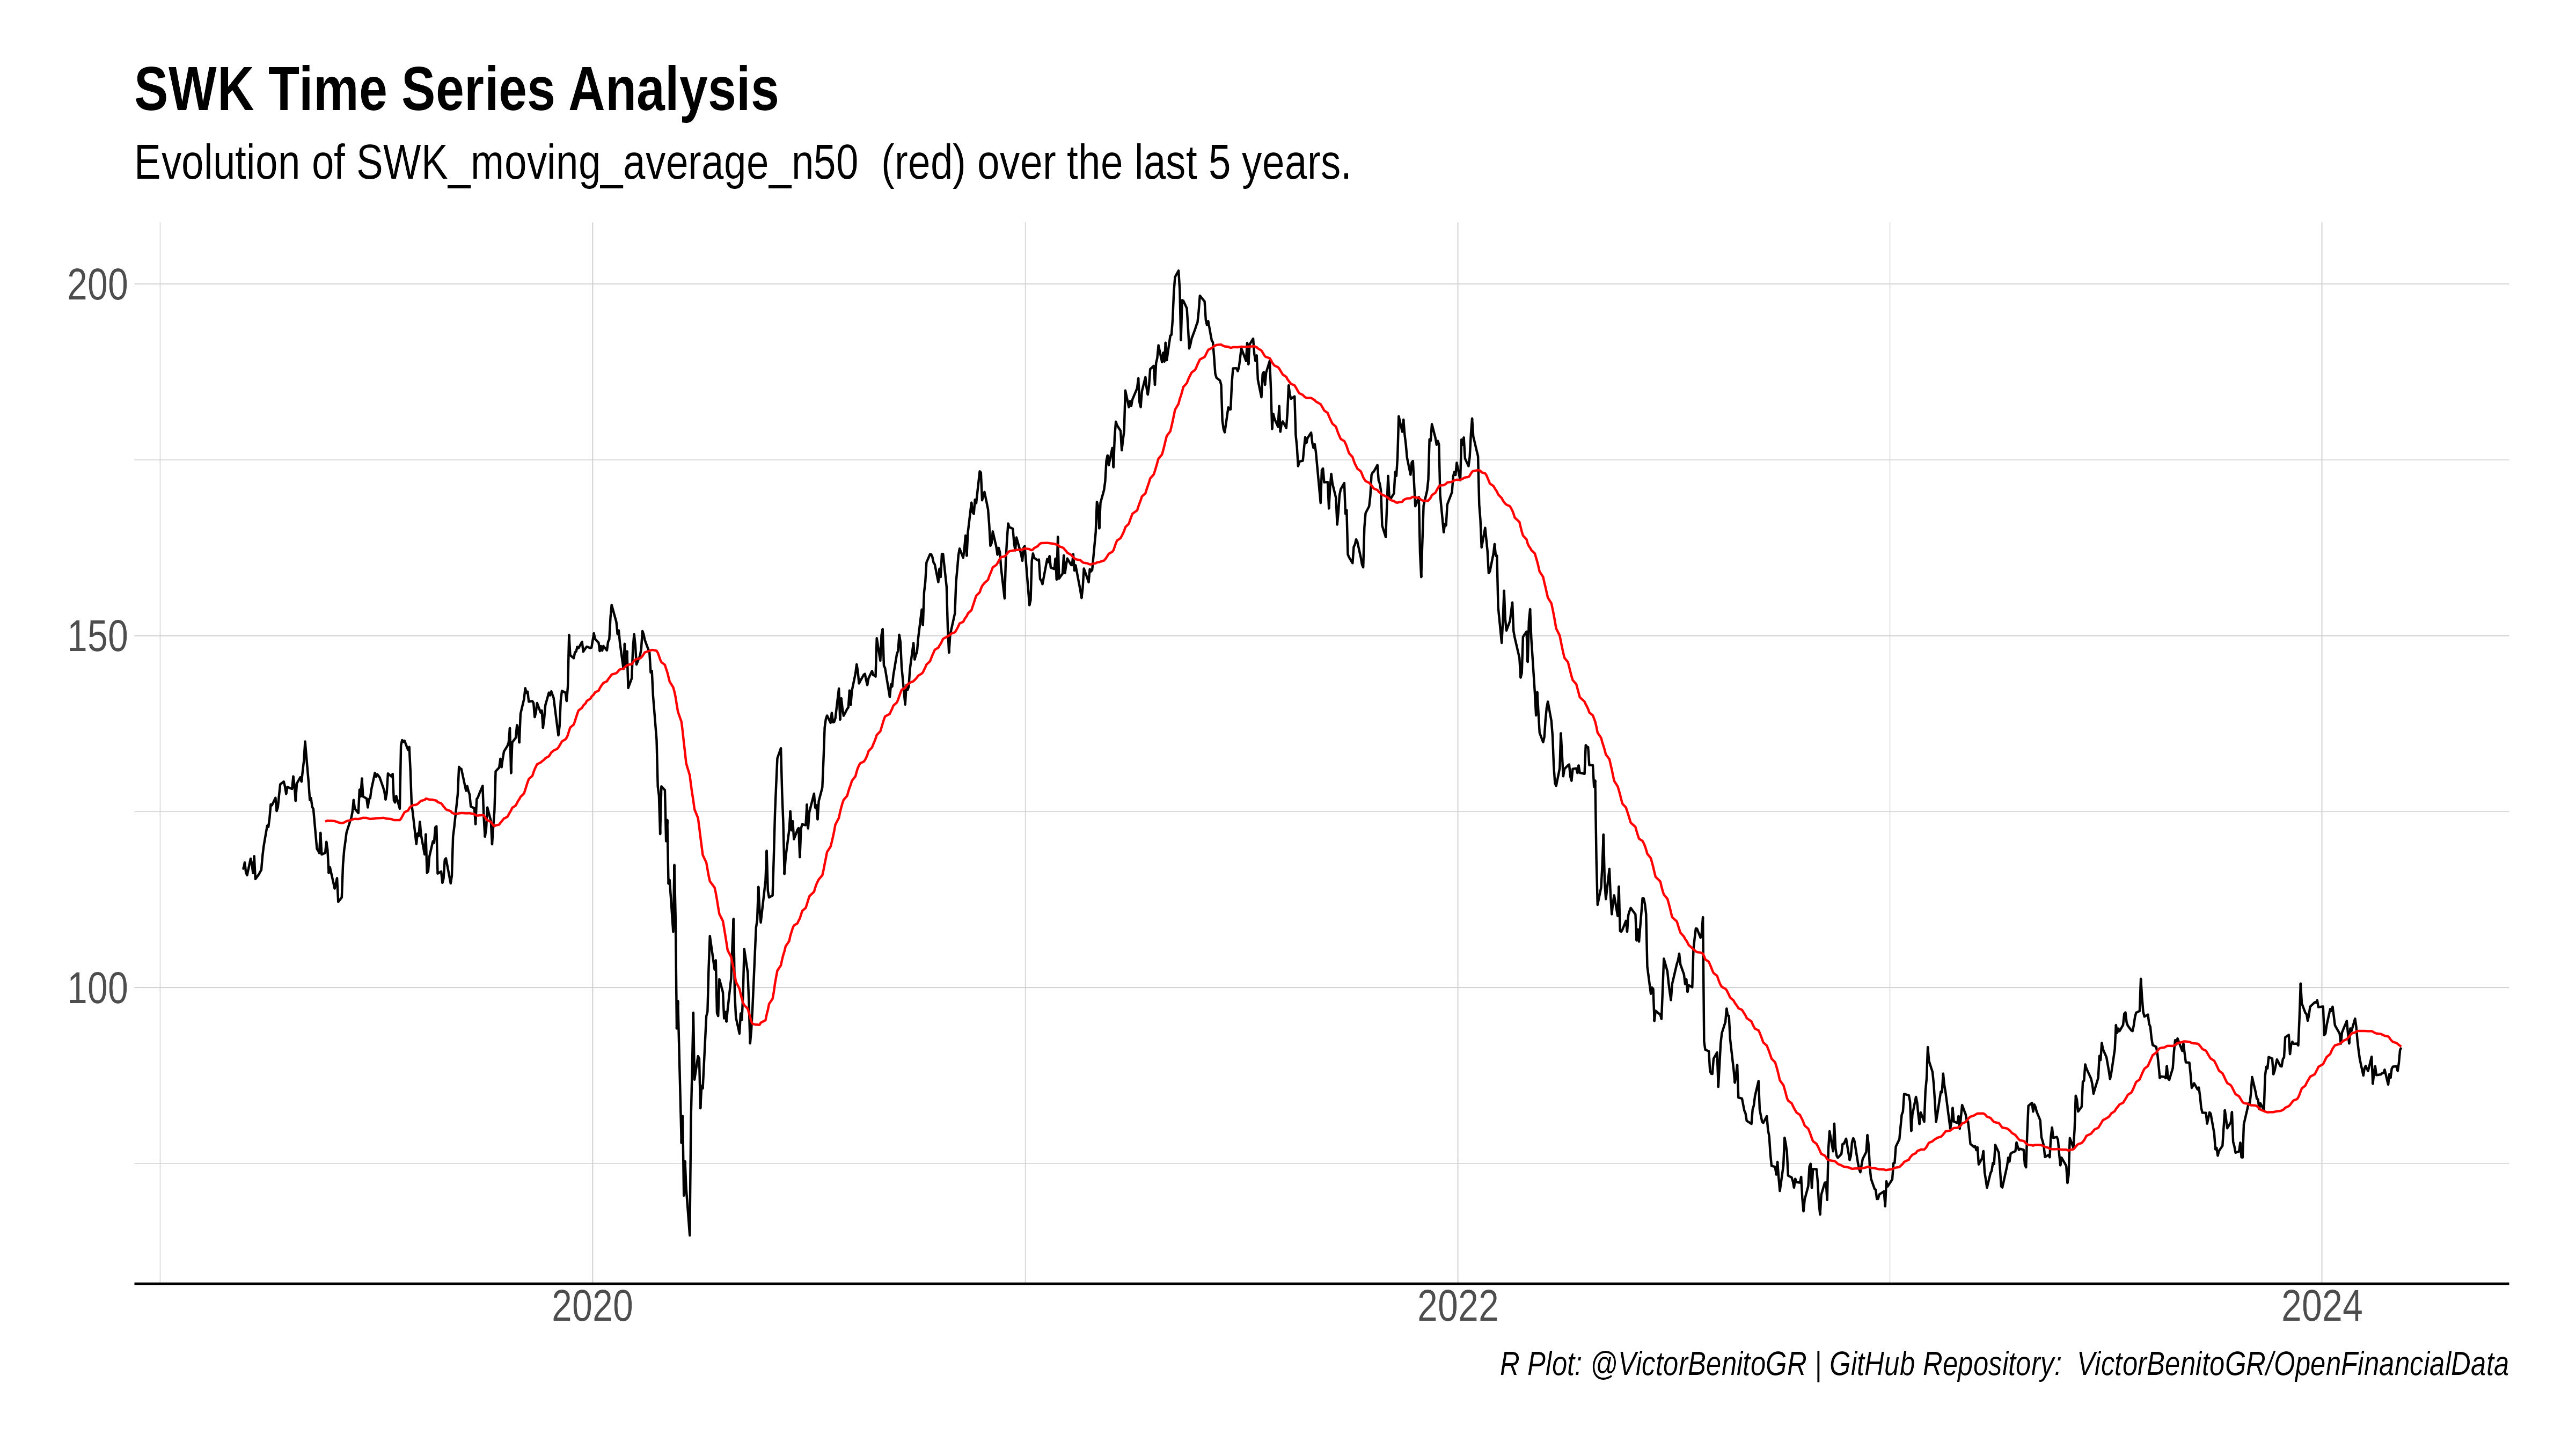 SWK Time Series Analysis
Evolution of SWK_moving_average_n50  (red) over the last 5 years.
200
150
100
2020
2022
2024
R Plot: @VictorBenitoGR | GitHub Repository:  VictorBenitoGR/OpenFinancialData